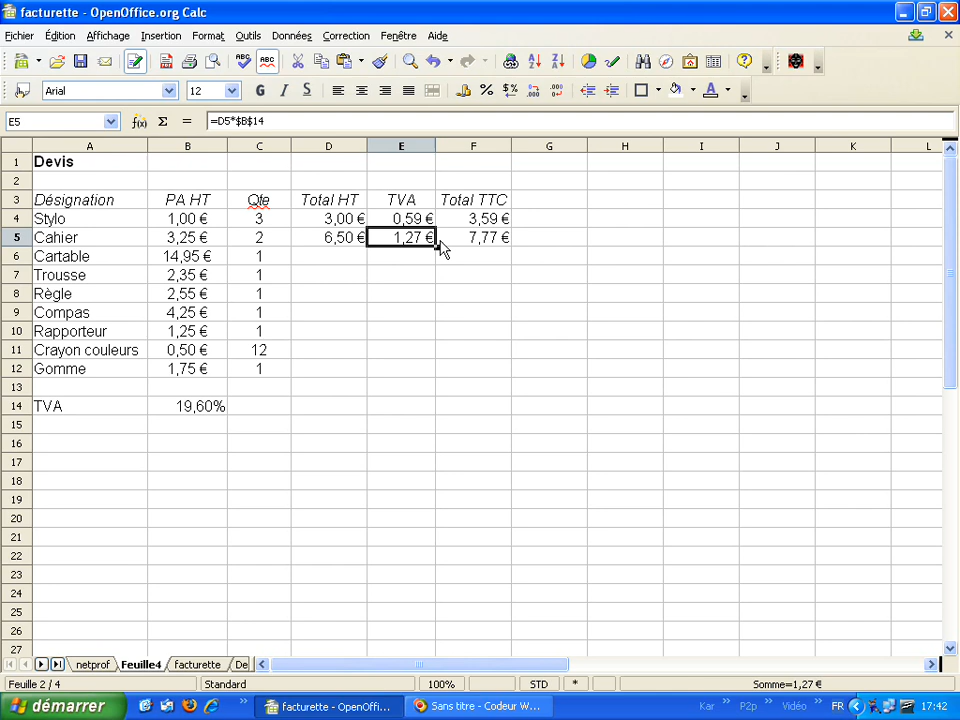 facturette - OpenOffice.org Calc
Fichier Édition Affichage Insertion Format Outils Données Correction Fenêtre Aide
Arial 12 G I S
E5 f(x) Σ = =D5*$B$14
A B C D E F G H I J K L
1 Devis
2
3 Désignation PA HT Qte Total HT TVA Total TTC
4 Stylo 1,00 € 3 3,00 € 0,59 € 3,59 €
5 Cahier 3,25 € 2 6,50 € 1,27 € 7,77 €
6 Cartable 14,95 € 1
7 Trousse 2,35 € 1
8 Règle 2,55 € 1
9 Compas 4,25 € 1
10 Rapporteur 1,25 € 1
11 Crayon couleurs 0,50 € 12
12 Gomme 1,75 € 1
13
14 TVA 19,60%
15
16
17
18
19
20
21
22
23
24
25
26
27
netprof Feuille4 facturette De
Feuille 2 / 4 Standard 100% STD * Somme=1,27 €
démarrer facturette - OpenOffi... Sans titre - Codeur W... Kar P2p Vidéo FR 17:42